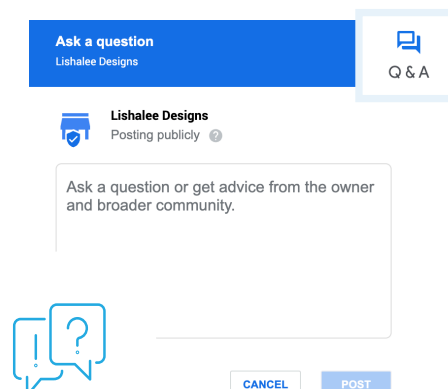 Ask a question
Lishalee Designs
Q & A
Lishalee Designs
Posting publicly ?
Ask a question or get advice from the owner
and broader community.
! ?
CANCEL POST